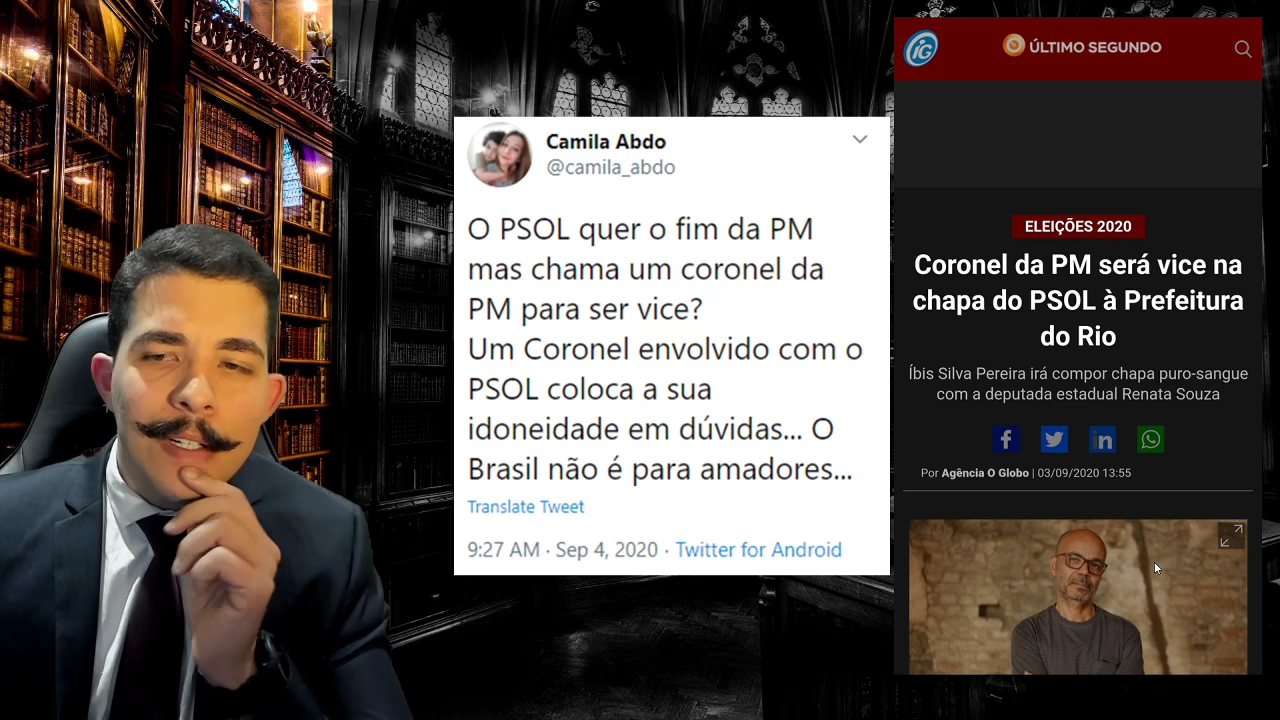 Camila Abdo
@camila_abdo
O PSOL quer o fim da PM
mas chama um coronel da
PM para ser vice?
Um Coronel envolvido com o
PSOL coloca a sua
idoneidade em dúvidas... O
Brasil não é para amadores...
Translate Tweet
9:27 AM · Sep 4, 2020 · Twitter for Android
iG
ÚLTIMO SEGUNDO
ELEIÇÕES 2020
Coronel da PM será vice na
chapa do PSOL à Prefeitura
do Rio
Íbis Silva Pereira irá compor chapa puro-sangue
com a deputada estadual Renata Souza
Por Agência O Globo | 03/09/2020 13:55